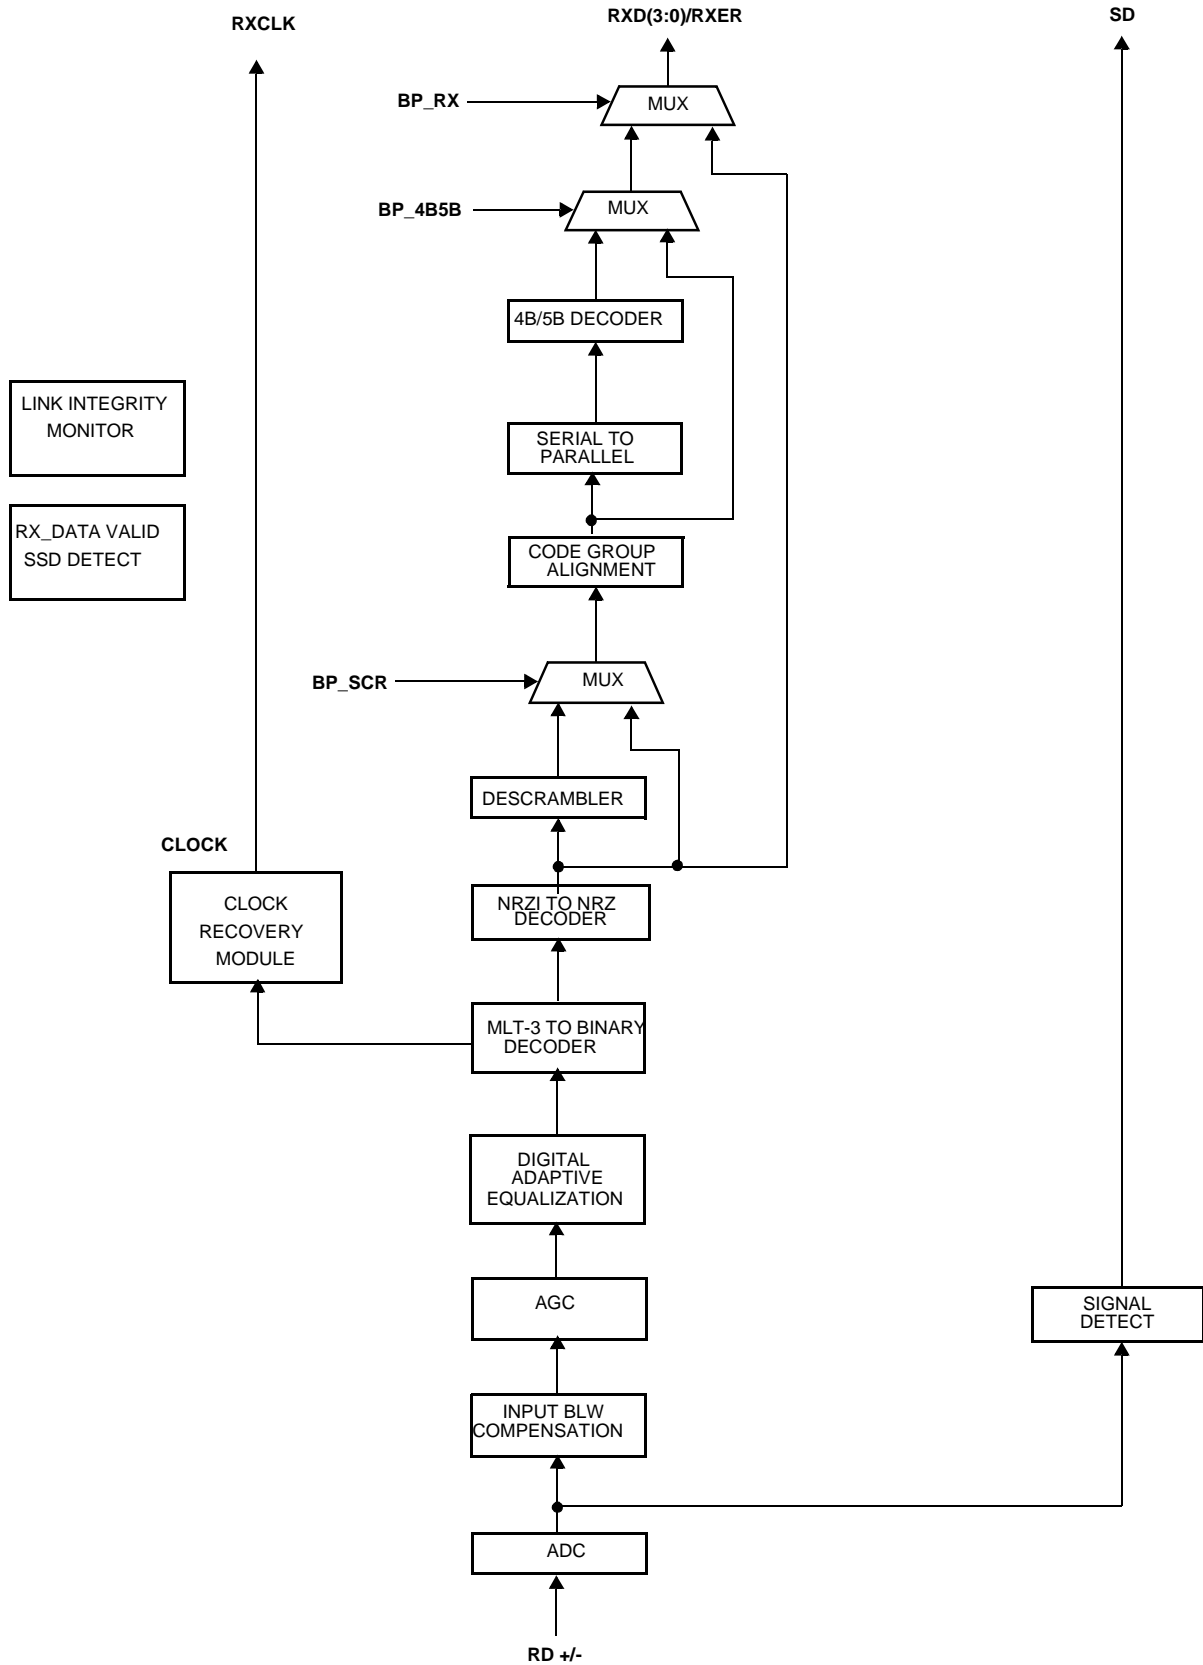 RXCLK
RXD(3:0)/RXER
SD
BP_RX
MUX
BP_4B5B
MUX
4B/5B DECODER
LINK INTEGRITY
MONITOR
SERIAL TO
PARALLEL
RX_DATA VALID
SSD DETECT
CODE GROUP
ALIGNMENT
BP_SCR
MUX
DESCRAMBLER
CLOCK
CLOCK
RECOVERY
MODULE
NRZI TO NRZ
DECODER
MLT-3 TO BINARY
DECODER
DIGITAL
ADAPTIVE
EQUALIZATION
AGC
SIGNAL
DETECT
INPUT BLW
COMPENSATION
ADC
RD +/-